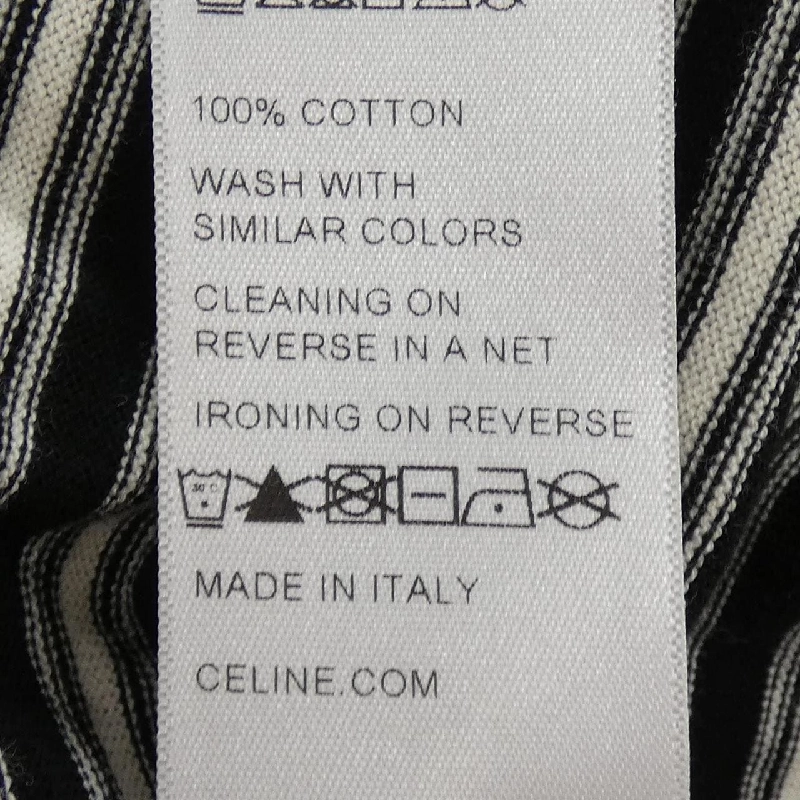 100% COTTON
WASH WITH
SIMILAR COLORS
CLEANING ON
REVERSE IN A NET
IRONING ON REVERSE
30°C
MADE IN ITALY
CELINE.COM